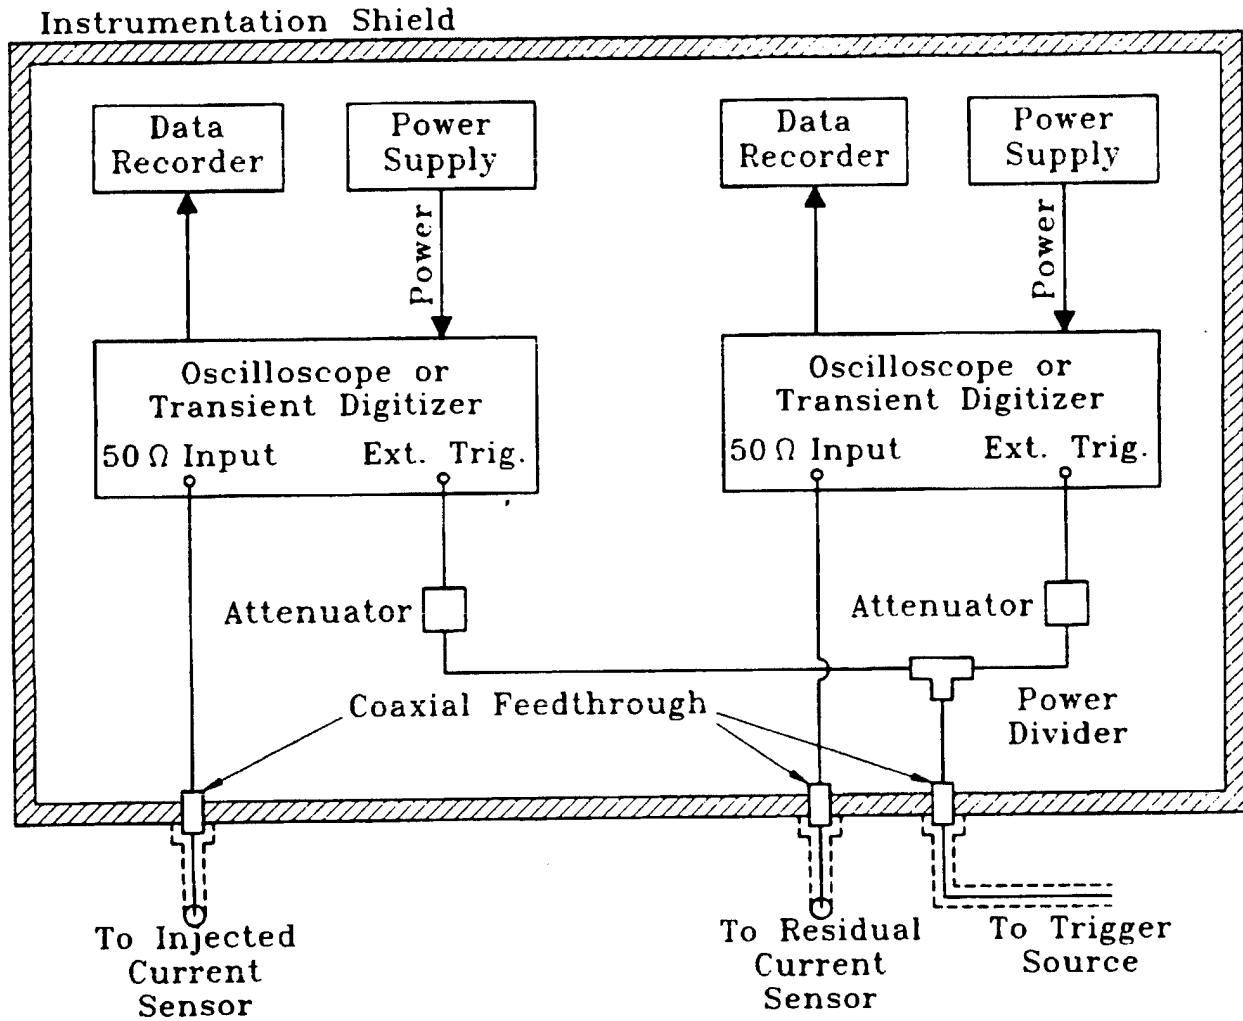 Instrumentation Shield
Data
Recorder
Power
Supply
Data
Recorder
Power
Supply
Power
Power
Oscilloscope or
Transient Digitizer
50 Ω Input
Ext. Trig.
Oscilloscope or
Transient Digitizer
50 Ω Input
Ext. Trig.
Attenuator
Attenuator
Coaxial Feedthrough
Power
Divider
To Injected
Current
Sensor
To Residual
Current
Sensor
To Trigger
Source